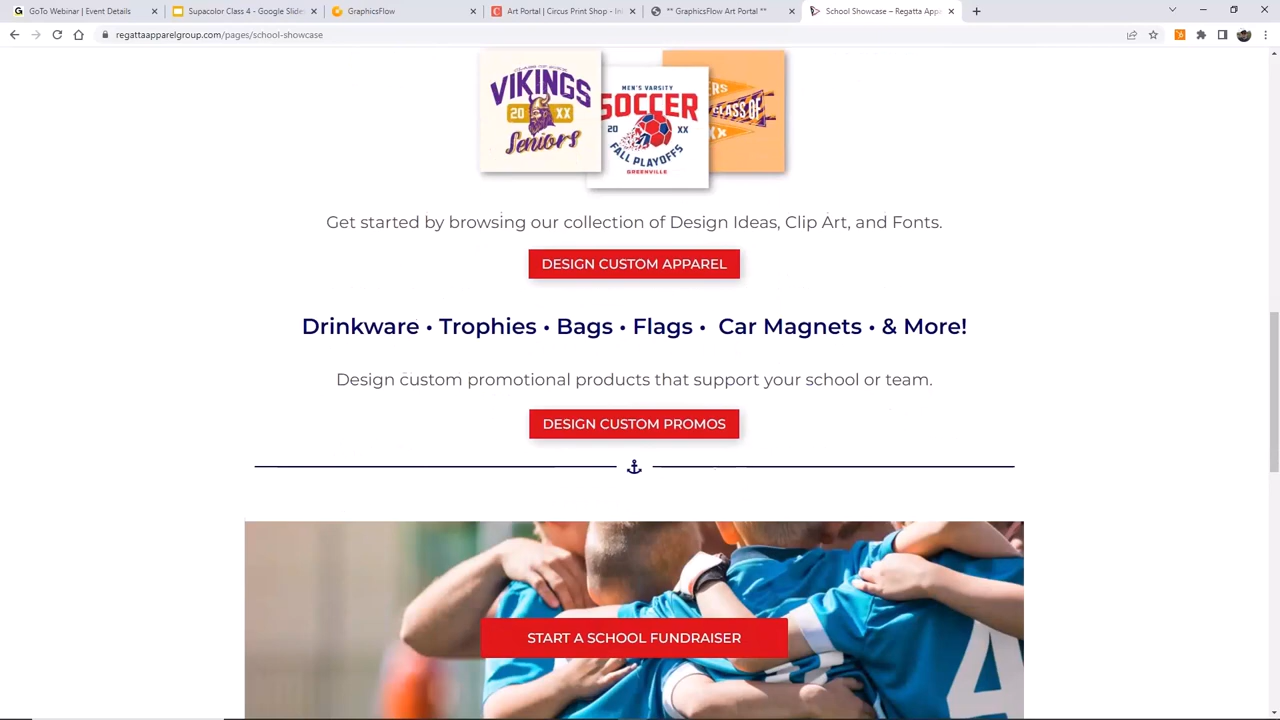 GoTo Webinar | Event Details
Supacolor Class 4 - Google Slides
GraphicsFlow
Art Portal | Circus Print Shop -
** GraphicsFlow Art Portal **
School Showcase – Regatta App
regattaapparelgroup.com/pages/school-showcase
VIKINGS
20 XX
Seniors
MEN'S VARSITY
SOCCER
20 XX
FALL PLAYOFFS
GREENVILLE
ERS
CLASS OF
XX
Get started by browsing our collection of Design Ideas, Clip Art, and Fonts.
DESIGN CUSTOM APPAREL
Drinkware • Trophies • Bags • Flags • Car Magnets • & More!
Design custom promotional products that support your school or team.
DESIGN CUSTOM PROMOS
START A SCHOOL FUNDRAISER
4